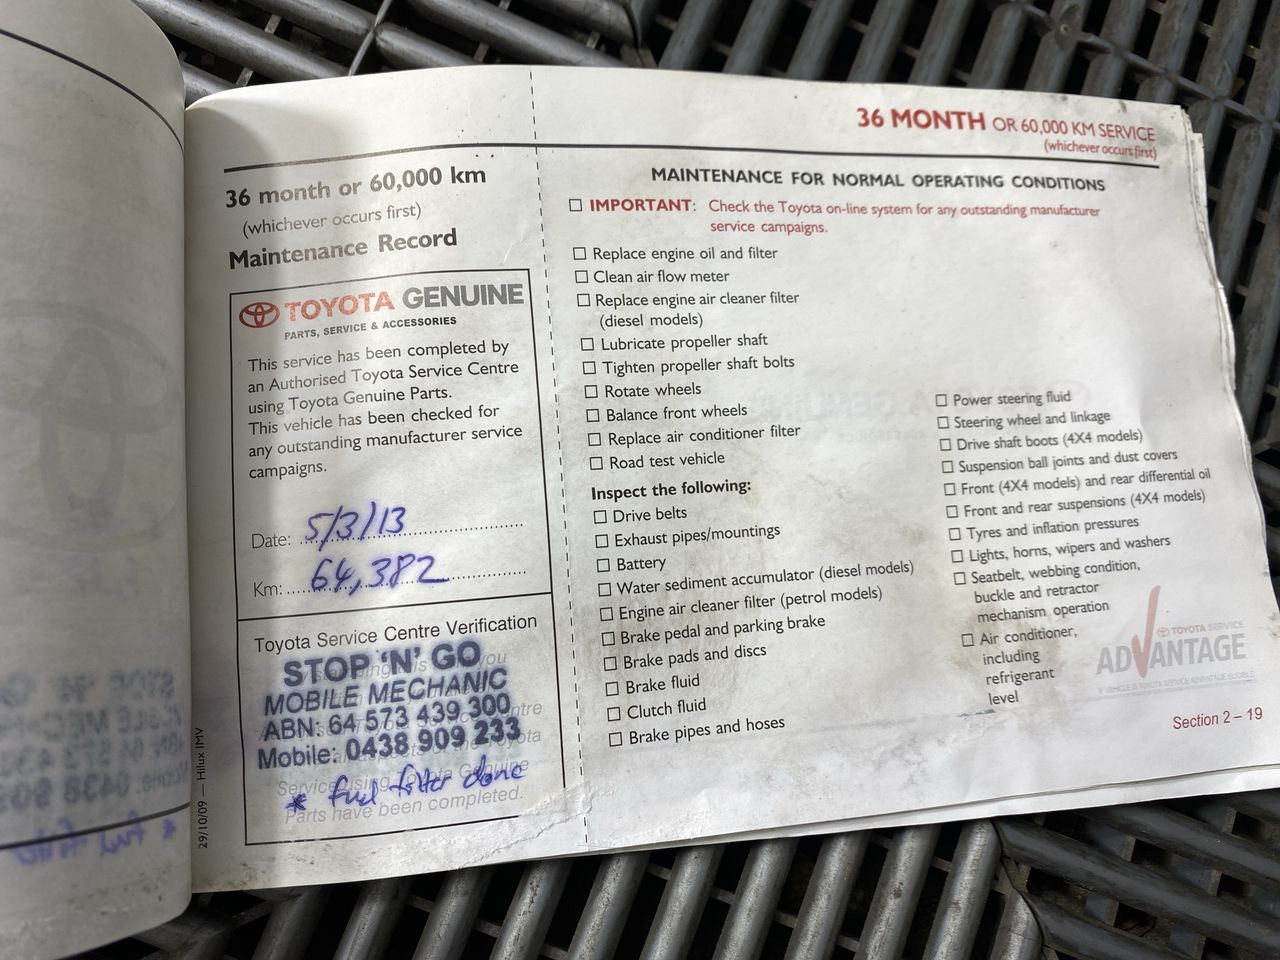 36 month or 60,000 km
(whichever occurs first)
Maintenance Record
TOYOTA GENUINE
PARTS, SERVICE & ACCESSORIES
This service has been completed by
an Authorised Toyota Service Centre
using Toyota Genuine Parts.
This vehicle has been checked for
any outstanding manufacturer service
campaigns.
Date: 5/3/13
Km: 64,382
Toyota Service Centre Verification
STOP 'N' GO
MOBILE MECHANIC
ABN: 64 573 439 300
Mobile: 0438 909 233
Service using Toyota Genuine
* fuel filter done
Parts have been completed.
29/10/09 — Hilux IMV
36 MONTH OR 60,000 KM SERVICE
(whichever occurs first)
MAINTENANCE FOR NORMAL OPERATING CONDITIONS
IMPORTANT: Check the Toyota on-line system for any outstanding manufacturer
service campaigns.
Replace engine oil and filter
Clean air flow meter
Replace engine air cleaner filter
(diesel models)
Lubricate propeller shaft
Tighten propeller shaft bolts
Rotate wheels
Balance front wheels
Replace air conditioner filter
Road test vehicle
Inspect the following:
Drive belts
Exhaust pipes/mountings
Battery
Water sediment accumulator (diesel models)
Engine air cleaner filter (petrol models)
Brake pedal and parking brake
Brake pads and discs
Brake fluid
Clutch fluid
Brake pipes and hoses
Power steering fluid
Steering wheel and linkage
Drive shaft boots (4X4 models)
Suspension ball joints and dust covers
Front (4X4 models) and rear differential oil
Front and rear suspensions (4X4 models)
Tyres and inflation pressures
Lights, horns, wipers and washers
Seatbelt, webbing condition,
buckle and retractor
mechanism operation
Air conditioner,
including
refrigerant
level
TOYOTA SERVICE
ADVANTAGE
IF VEHICLE IS TOYOTA SERVICE ADVANTAGE ELIGIBLE
Section 2 – 19